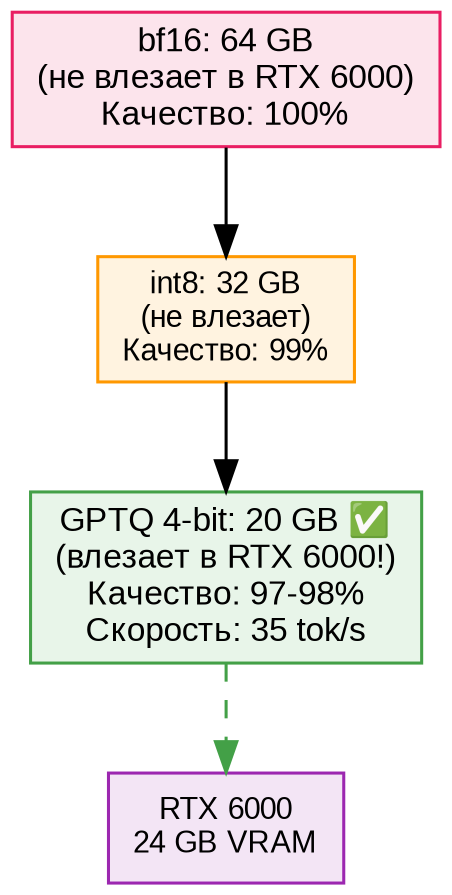 bf16: 64 GB
(не влезает в RTX 6000)
Качество: 100%
int8: 32 GB
(не влезает)
Качество: 99%
GPTQ 4-bit: 20 GB ✅
(влезает в RTX 6000!)
Качество: 97-98%
Скорость: 35 tok/s
RTX 6000
24 GB VRAM